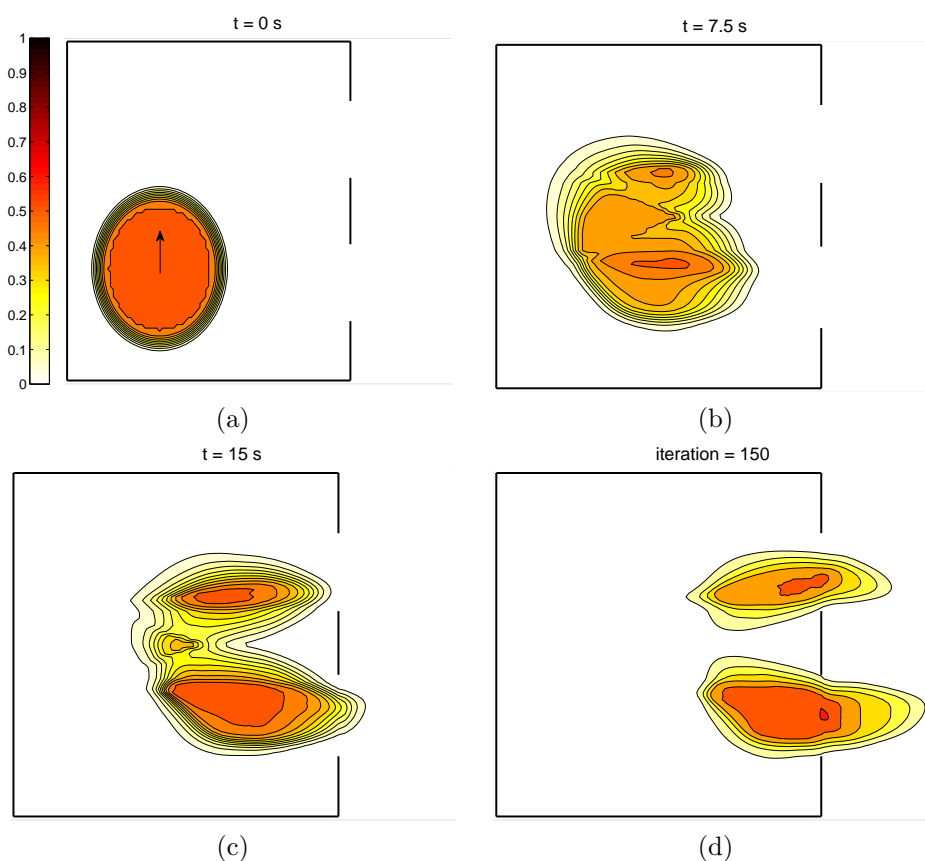 t = 0 s
1
0.9
0.8
0.7
0.6
0.5
0.4
0.3
0.2
0.1
0
(a)
t = 7.5 s
(b)
t = 15 s
(c)
iteration = 150
(d)